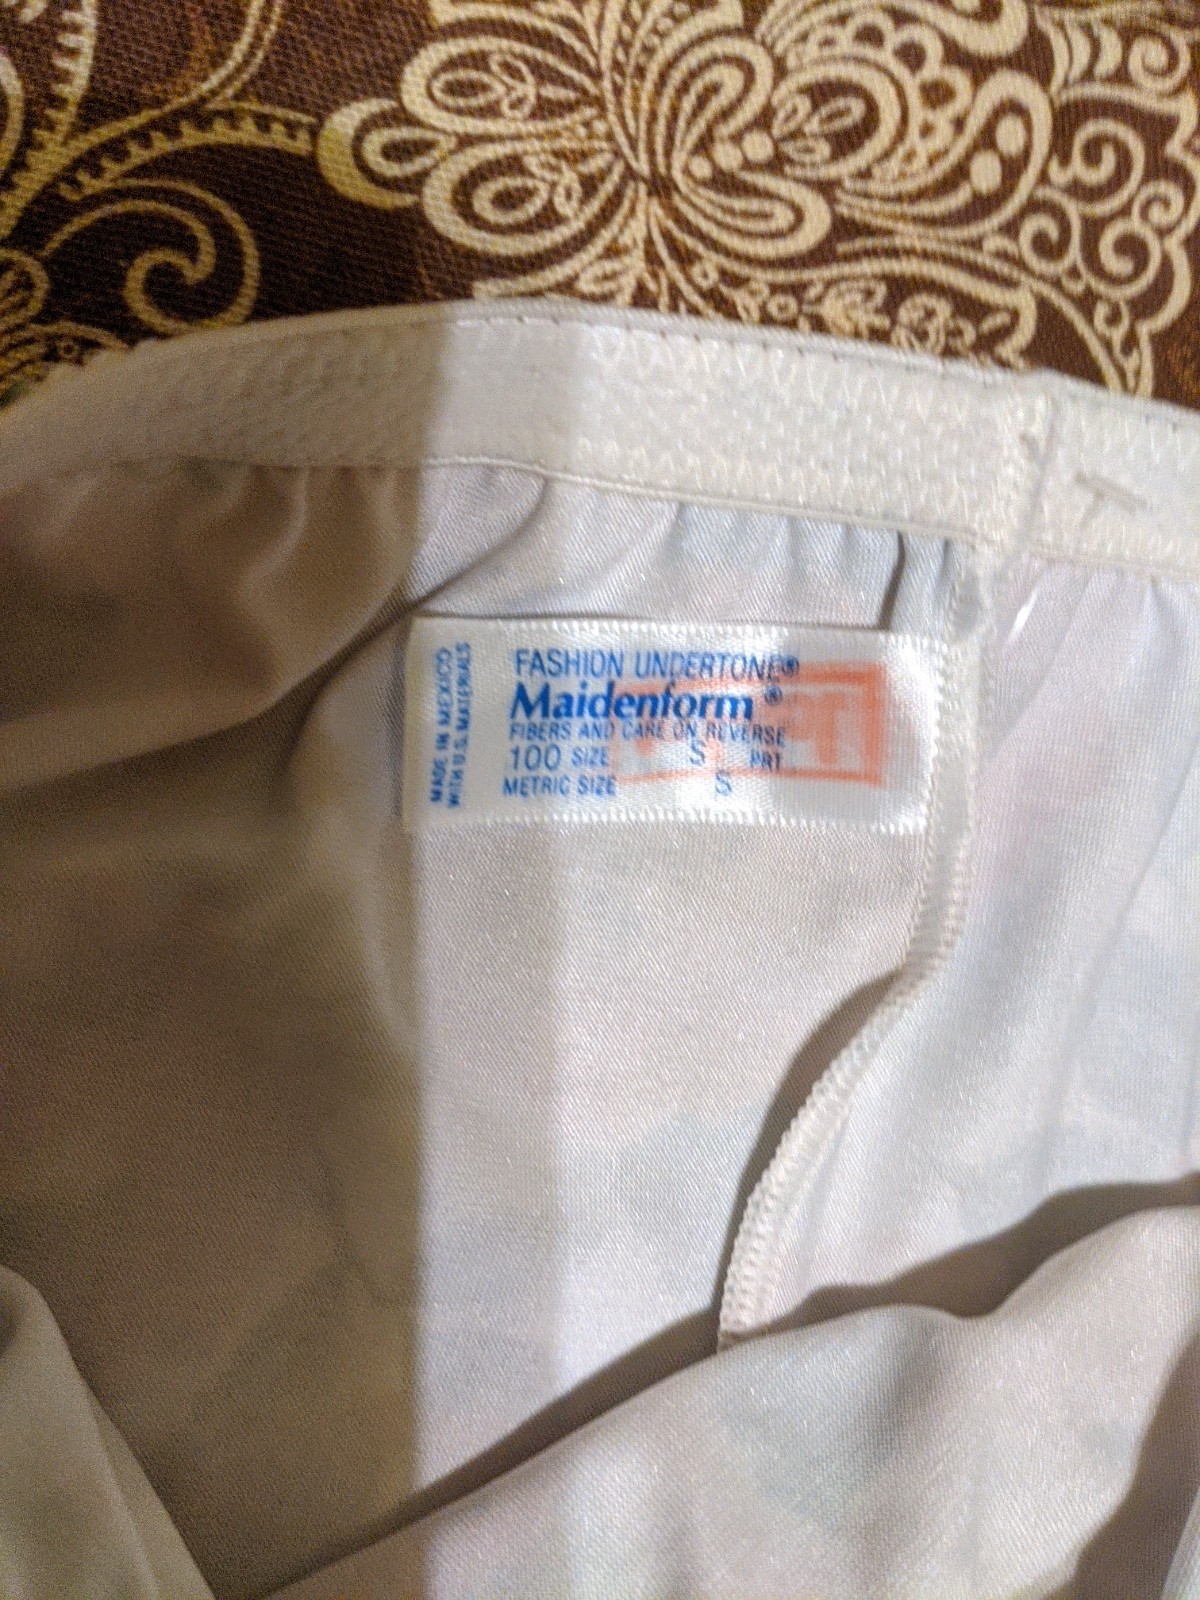 FASHION UNDERTONE®
Maidenform®
FIBERS AND CARE ON REVERSE
100 SIZE S PRT
METRIC SIZE S
MADE IN MEXICO
WITH U.S. MATERIALS